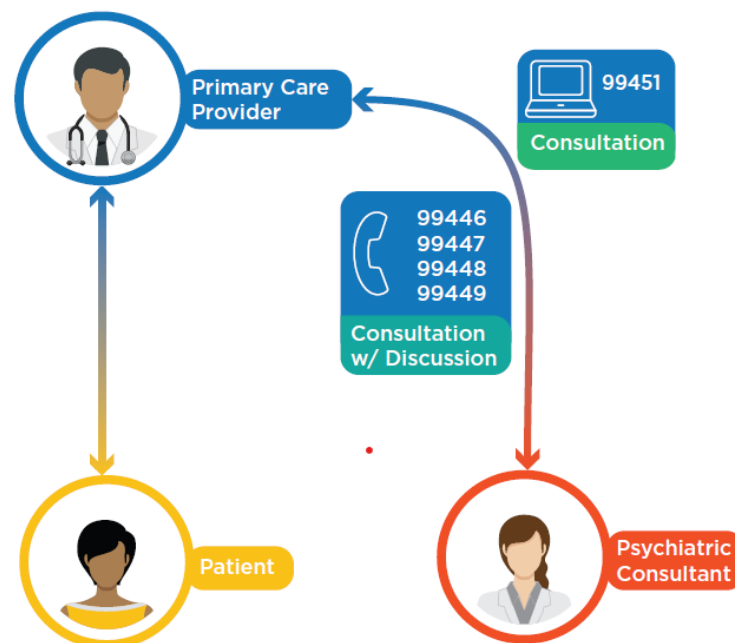 Primary Care
Provider
99451
Consultation
99446
99447
99448
99449
Consultation
w/ Discussion
Patient
Psychiatric
Consultant